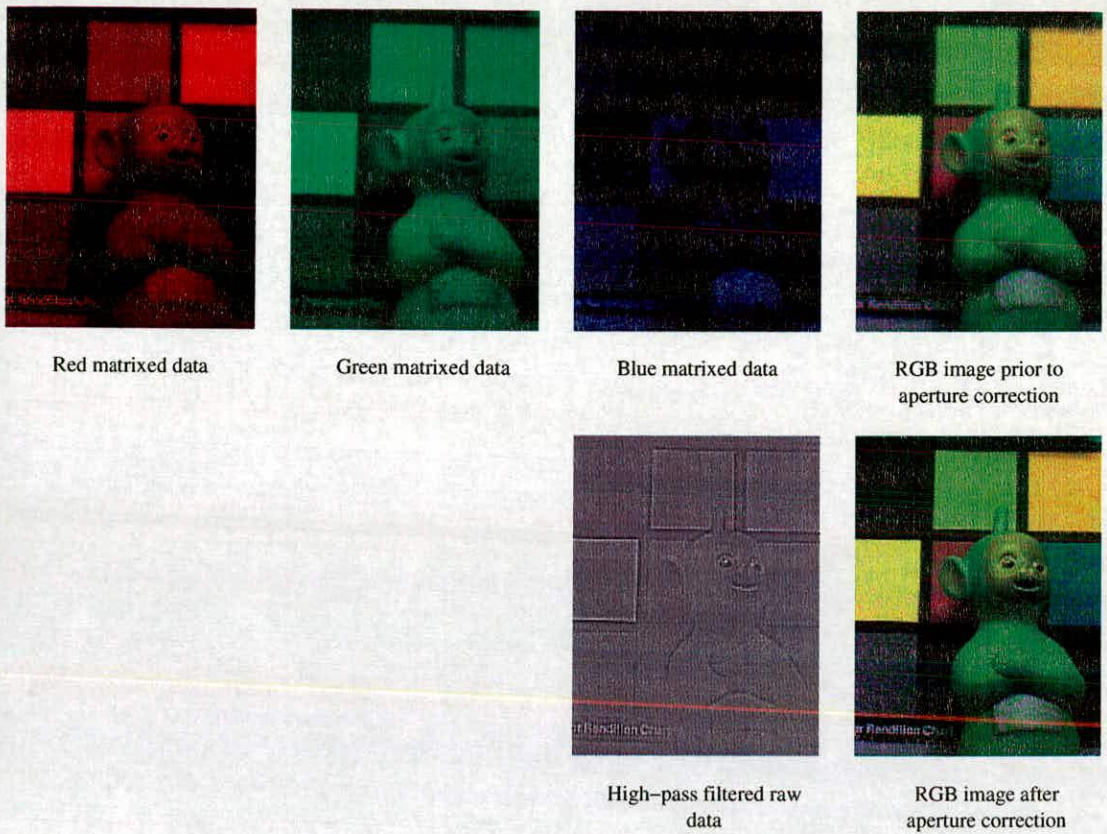 Red matrixed data
Green matrixed data
Blue matrixed data
RGB image prior to
aperture correction
High−pass filtered raw
data
RGB image after
aperture correction